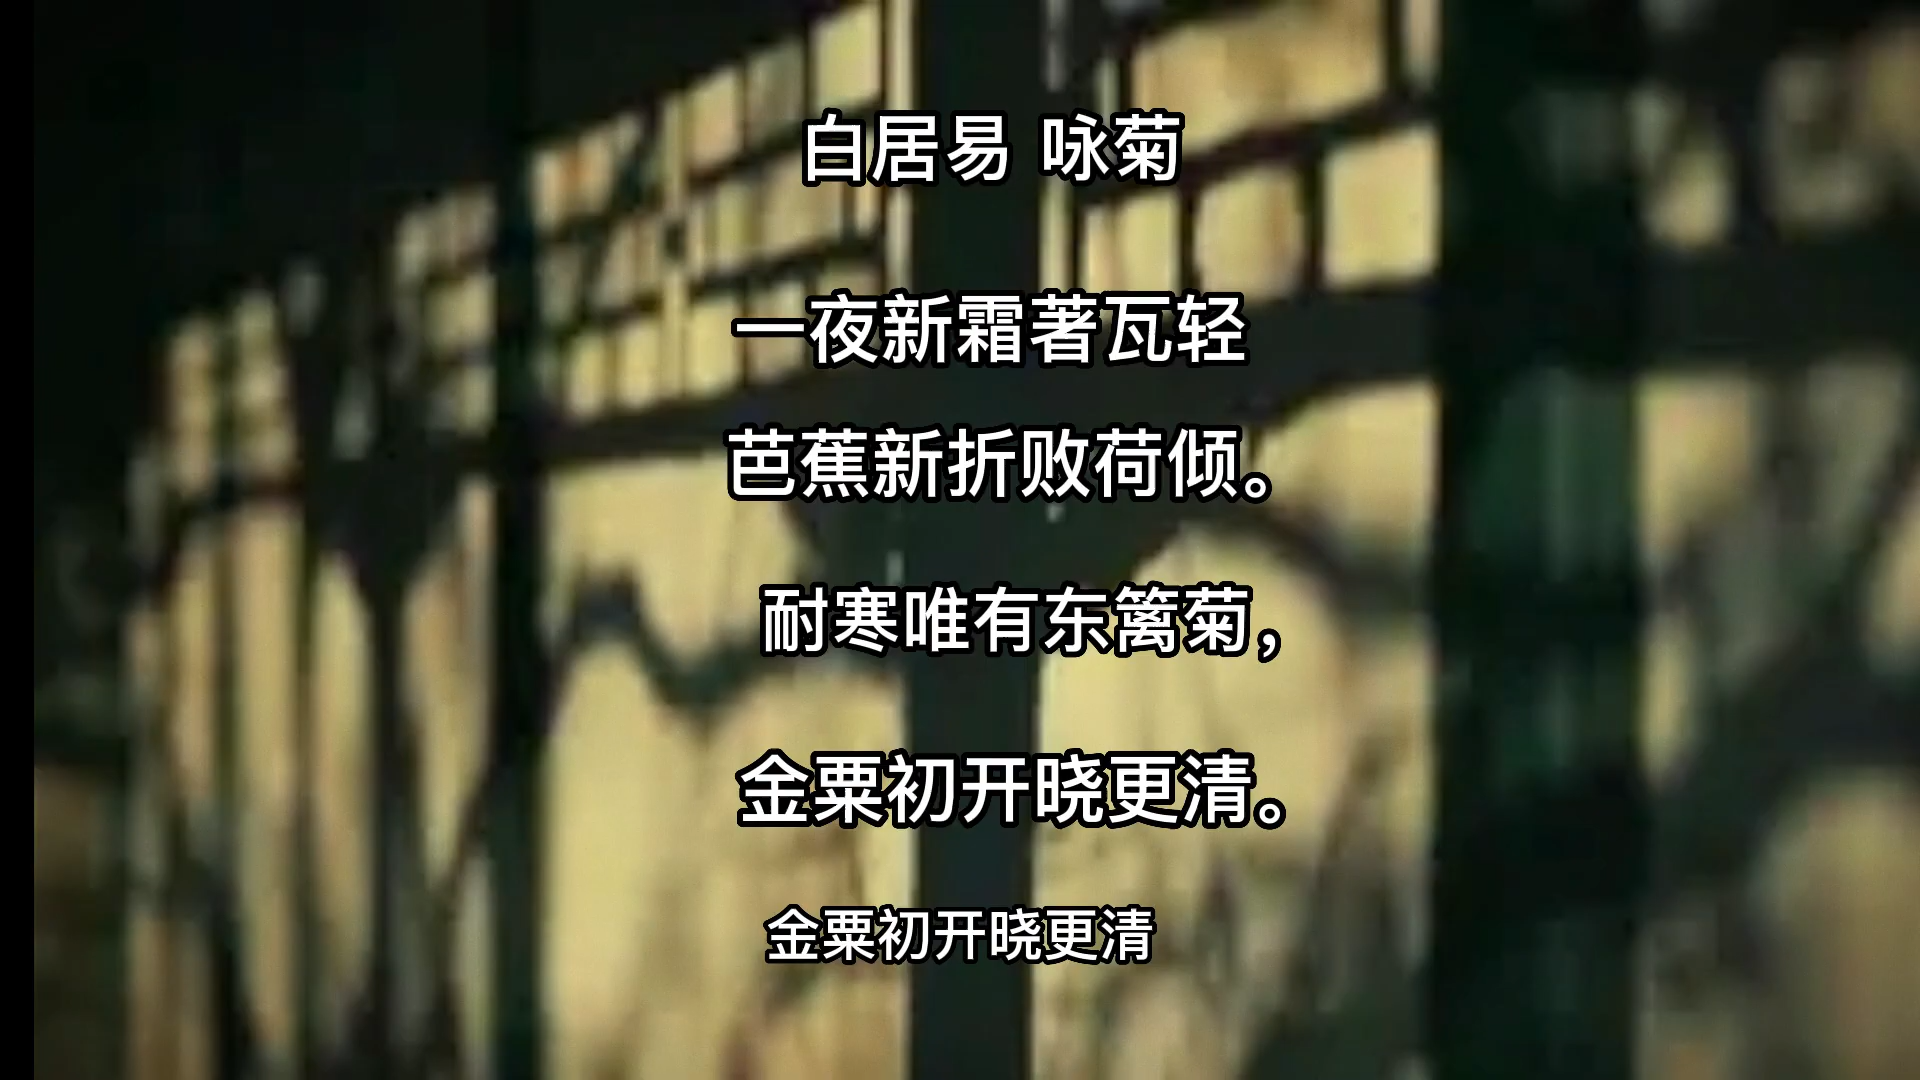 白居易 咏菊
一夜新霜著瓦轻
芭蕉新折败荷倾。
耐寒唯有东篱菊，
金粟初开晓更清。
金粟初开晓更清